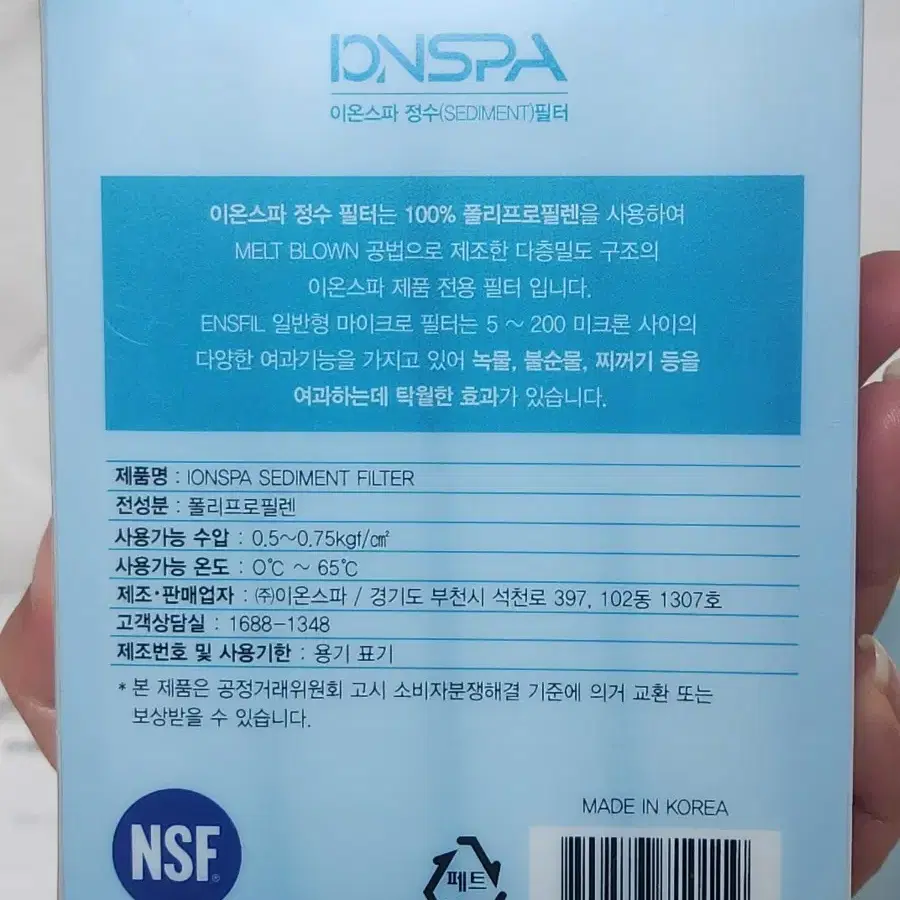 IONSPA
이온스파 정수(SEDIMENT)필터
이온스파 정수 필터는 100% 폴리프로필렌을 사용하여
MELT BLOWN 공법으로 제조한 다층밀도 구조의
이온스파 제품 전용 필터 입니다.
ENSFIL 일반형 마이크로 필터는 5 ~ 200 미크론 사이의
다양한 여과기능을 가지고 있어 녹물, 불순물, 찌꺼기 등을
여과하는데 탁월한 효과가 있습니다.
제품명 : IONSPA SEDIMENT FILTER
전성분 : 폴리프로필렌
사용가능 수압 : 0.5~0.75kgf/㎠
사용가능 온도 : 0℃ ~ 65℃
제조·판매업자 : ㈜이온스파 / 경기도 부천시 석천로 397, 102동 1307호
고객상담실 : 1688-1348
제조번호 및 사용기한 : 용기 표기
* 본 제품은 공정거래위원회 고시 소비자분쟁해결 기준에 의거 교환 또는
보상받을 수 있습니다.
MADE IN KOREA
NSF
페트